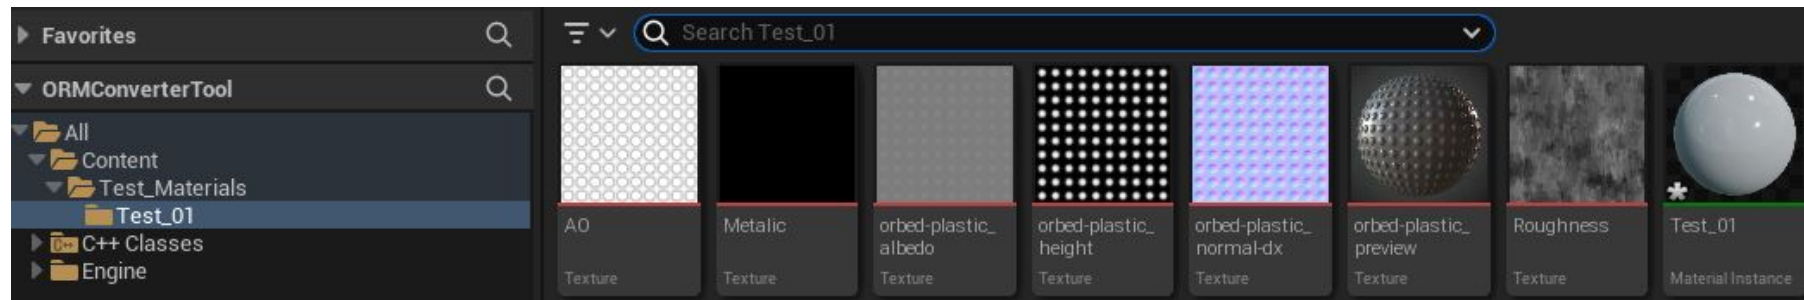 Favorites
ORMConverterTool
All
Content
Test_Materials
Test_01
C++ Classes
Engine
Search Test_01
AO
Texture
Metalic
Texture
orbed-plastic_
albedo
Texture
orbed-plastic_
height
Texture
orbed-plastic_
normal-dx
Texture
orbed-plastic_
preview
Texture
Roughness
Texture
Test_01
Material Instance